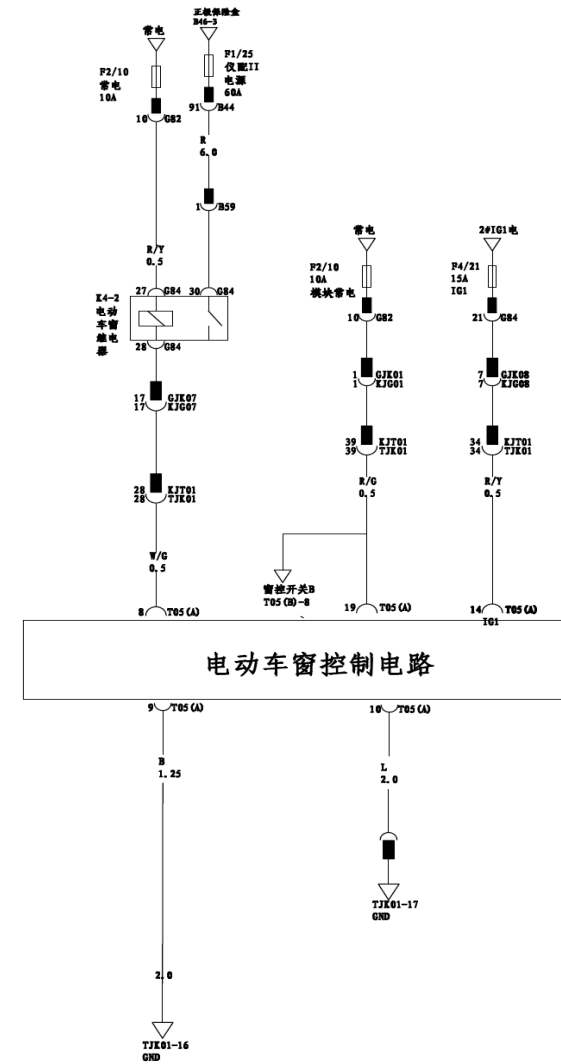 正极保险盒
B46-3
常电
F1/25
仪配II
电源
60A
F2/10
常电
10A
10 G82
91 B44
R
6.0
1 B59
常电
2#IG1电
R/Y
0.5
F2/10
10A
模块常电
F4/21
15A
IG1
27 G84
30 G84
K4-2
电动
车窗
继电
器
10 G82
21 G84
28 G84
1 GJK01
1 KJG01
7 GJK08
7 KJG08
17 GJK07
17 KJG07
39 KJT01
39 TJK01
34 KJT01
34 TJK01
R/G
0.5
R/Y
0.5
28 KJT01
28 TJK01
W/G
0.5
窗控开关B
T05(B)-8
8 T05(A)
19 T05(A)
14 T05(A)
IG1
电动车窗控制电路
9 T05(A)
10 T05(A)
B
1.25
L
2.0
TJK01-17
GND
2.0
TJK01-16
GND